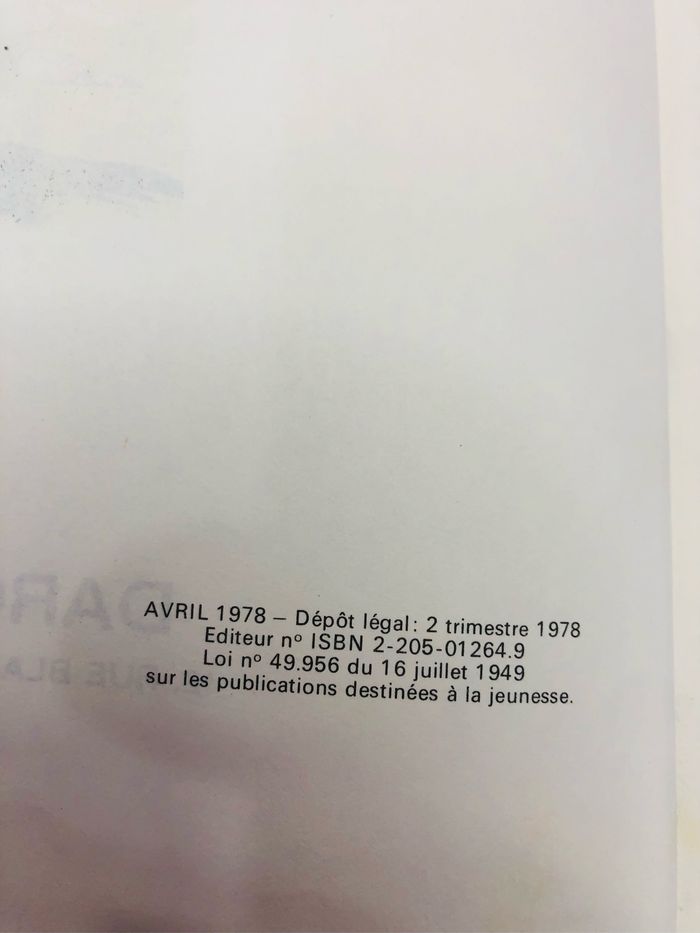 AVRIL 1978 – Dépôt légal: 2 trimestre 1978
Editeur nº ISBN 2-205-01264.9
Loi nº 49.956 du 16 juillet 1949
sur les publications destinées à la jeunesse.